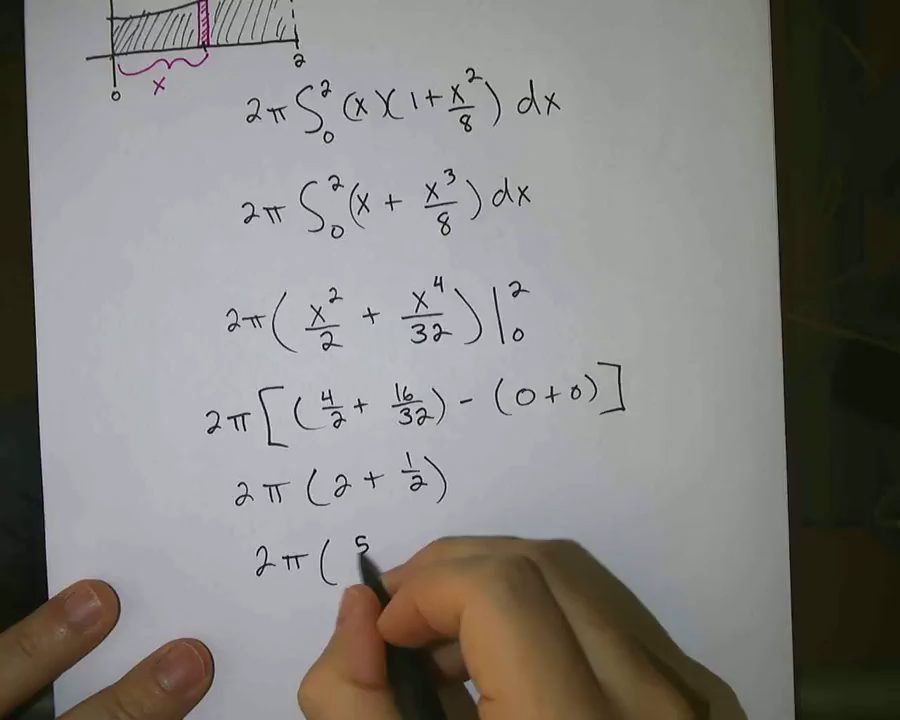 2
0
x
2π ∫₀² (x)(1 + x²/8) dx
2π ∫₀² (x + x³/8) dx
2π (x²/2 + x⁴/32) |₀²
2π [(4/2 + 16/32) - (0 + 0)]
2π (2 + 1/2)
2π ( 5